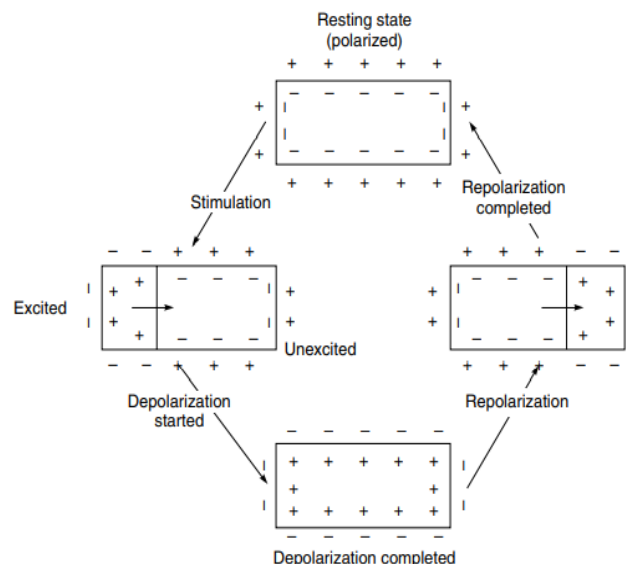 Resting state
(polarized)
Stimulation
Repolarization
completed
Excited
Unexcited
Depolarization
started
Repolarization
Depolarization completed